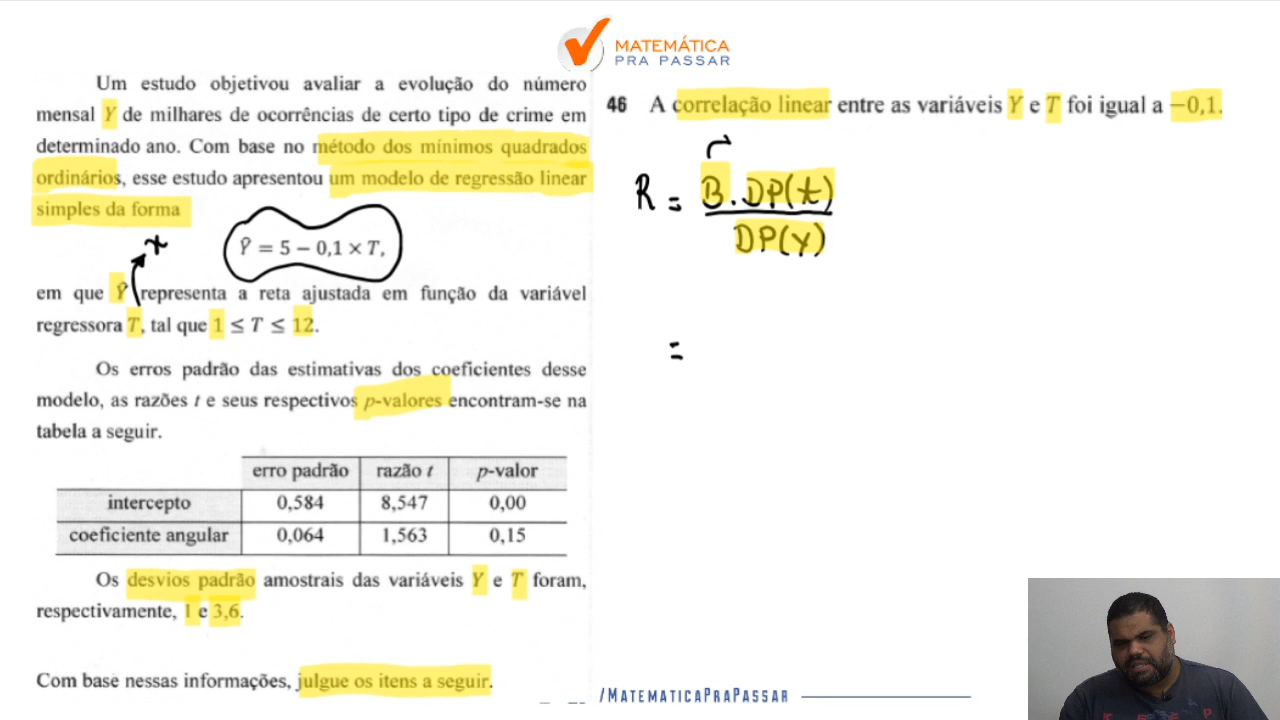 MATEMÁTICA
PRA PASSAR
Um estudo objetivou avaliar a evolução do número
mensal Y de milhares de ocorrências de certo tipo de crime em
determinado ano. Com base no método dos mínimos quadrados
ordinários, esse estudo apresentou um modelo de regressão linear
simples da forma
x
Ŷ = 5 − 0,1 × T,
em que Ŷ representa a reta ajustada em função da variável
regressora T, tal que 1 ≤ T ≤ 12.
Os erros padrão das estimativas dos coeficientes desse
modelo, as razões t e seus respectivos p-valores encontram-se na
tabela a seguir.
erro padrão razão t p-valor
intercepto 0,584 8,547 0,00
coeficiente angular 0,064 1,563 0,15
Os desvios padrão amostrais das variáveis Y e T foram,
respectivamente, 1 e 3,6.
Com base nessas informações, julgue os itens a seguir.
46 A correlação linear entre as variáveis Y e T foi igual a −0,1.
R = B.DP(t)
DP(Y)
=
/MATEMATICAPRAPASSAR